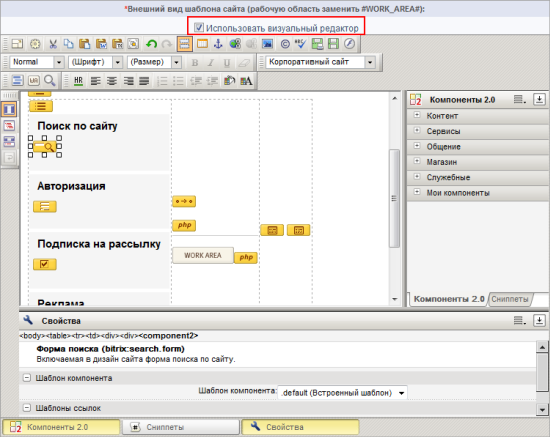 *Внешний вид шаблона сайта (рабочую область заменить #WORK_AREA#):
Использовать визуальный редактор
Normal (Шрифт) (Размер) B I U Корпоративный сайт
HR
Поиск по сайту
Авторизация
php
Подписка на рассылку
WORK AREA php
Реклама
Компоненты 2.0
Контент
Сервисы
Общение
Магазин
Служебные
Мои компоненты
Компоненты 2.0 Сниппеты
Свойства
<body><table><tr><td><div><div><component2>
Форма поиска (bitrix:search.form)
Включаемая в дизайн сайта форма поиска по сайту.
Шаблон компонента
Шаблон компонента: .default (Встроенный шаблон)
Шаблоны ссылок
Компоненты 2.0 Сниппеты Свойства